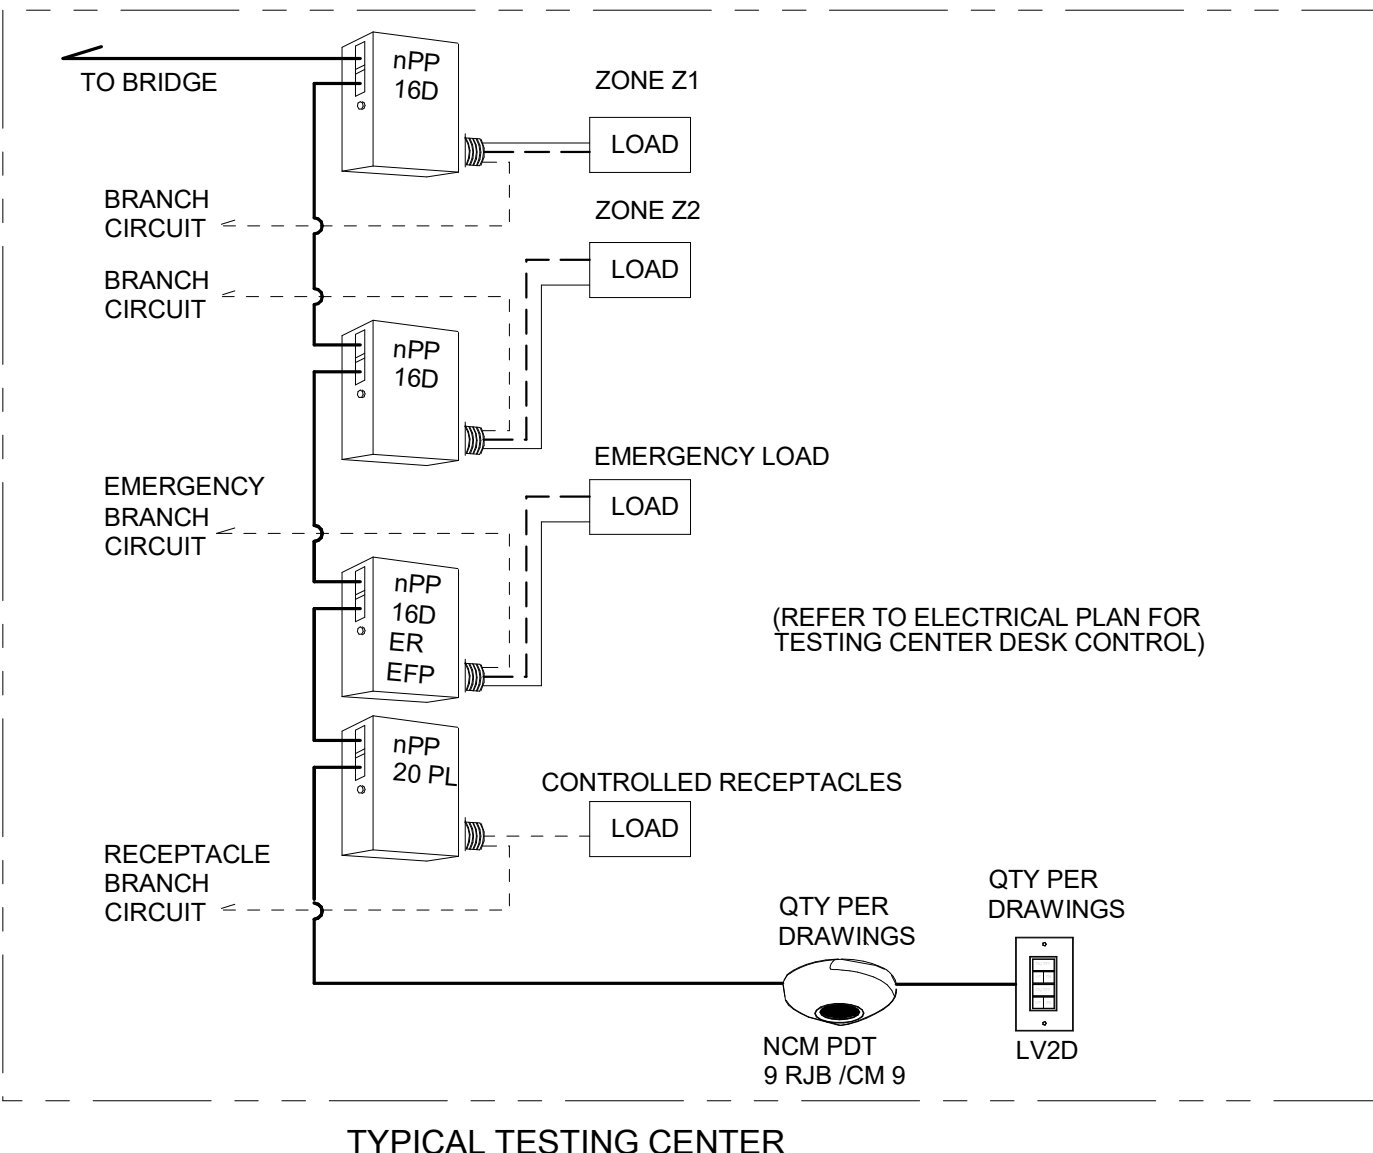 TO BRIDGE
nPP
16D
ZONE Z1
LOAD
BRANCH
CIRCUIT
ZONE Z2
LOAD
BRANCH
CIRCUIT
nPP
16D
EMERGENCY LOAD
LOAD
EMERGENCY
BRANCH
CIRCUIT
nPP
16D
ER
EFP
(REFER TO ELECTRICAL PLAN FOR
TESTING CENTER DESK CONTROL)
nPP
20 PL
CONTROLLED RECEPTACLES
LOAD
RECEPTACLE
BRANCH
CIRCUIT
QTY PER
DRAWINGS
QTY PER
DRAWINGS
NCM PDT
9 RJB /CM 9
LV2D
TYPICAL TESTING CENTER